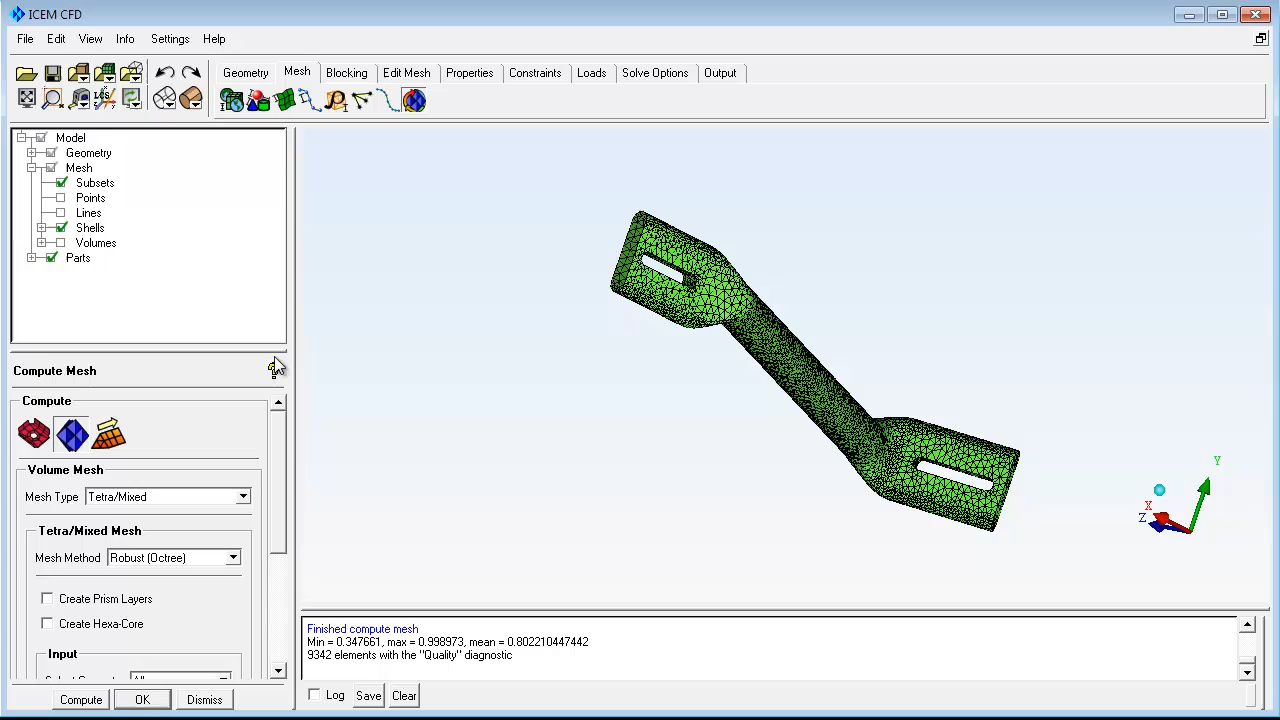 ICEM CFD
File Edit View Info Settings Help
Geometry Mesh Blocking Edit Mesh Properties Constraints Loads Solve Options Output
Model
Geometry
Mesh
Subsets
Points
Lines
Shells
Volumes
Parts
Compute Mesh
Compute
Volume Mesh
Mesh Type Tetra/Mixed
Tetra/Mixed Mesh
Mesh Method Robust (Octree)
Create Prism Layers
Create Hexa-Core
Input
Compute OK Dismiss
Y
X
Z
Finished compute mesh
Min = 0.347661, max = 0.998973, mean = 0.802210447442
9342 elements with the "Quality" diagnostic
Log Save Clear